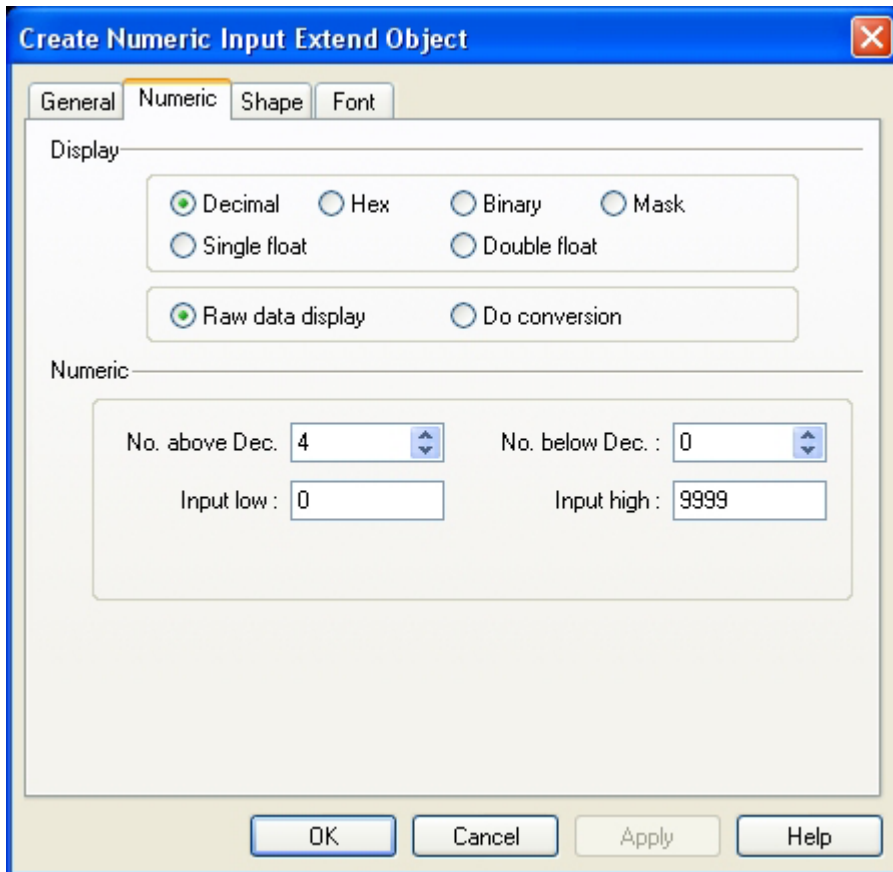 Create Numeric Input Extend Object
General Numeric Shape Font
Display
Decimal Hex Binary Mask
Single float Double float
Raw data display Do conversion
Numeric
No. above Dec. 4 No. below Dec. : 0
Input low : 0 Input high : 9999
OK Cancel Apply Help